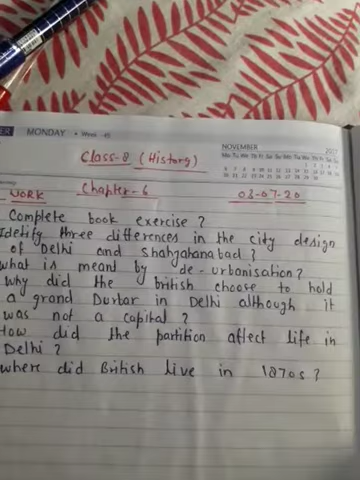 MONDAY • Week - 45
NOVEMBER 2017
Class-8 (History)
WORK Chapter-6 03-07-20
Complete book exercise?
Idetify three differences in the city design
of Delhi and shahjahanabad?
what is meant by de-urbanisation?
why did the british choose to hold
a grand Durbar in Delhi although it
was not a capital?
How did the partition affect life in
Delhi?
where did British live in 1870s?